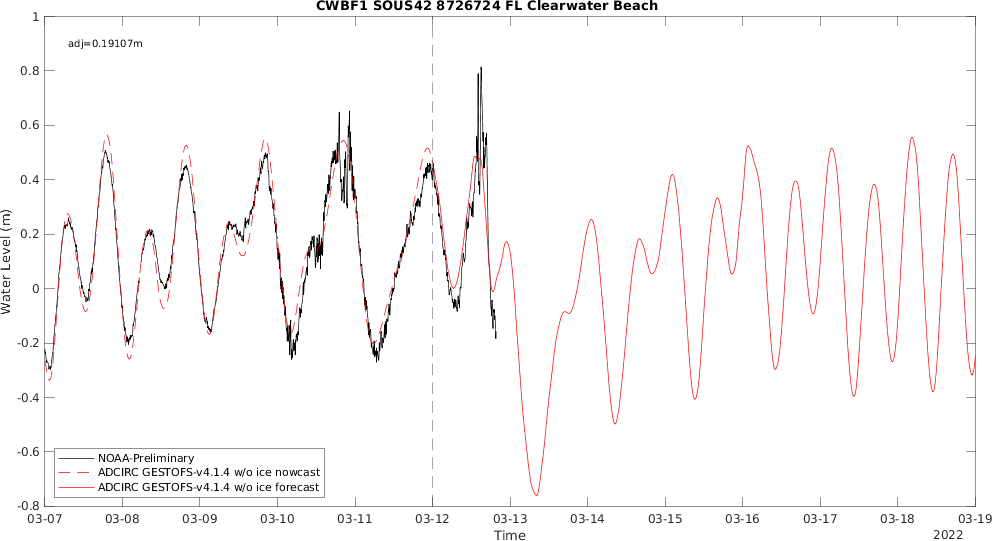 CWBF1 SOUS42 8726724 FL Clearwater Beach
adj=0.19107m
Water Level (m)
1
0.8
0.6
0.4
0.2
0
-0.2
-0.4
-0.6
-0.8
NOAA-Preliminary
ADCIRC GESTOFS-v4.1.4 w/o ice nowcast
ADCIRC GESTOFS-v4.1.4 w/o ice forecast
03-07 03-08 03-09 03-10 03-11 03-12 03-13 03-14 03-15 03-16 03-17 03-18 03-19
Time
2022